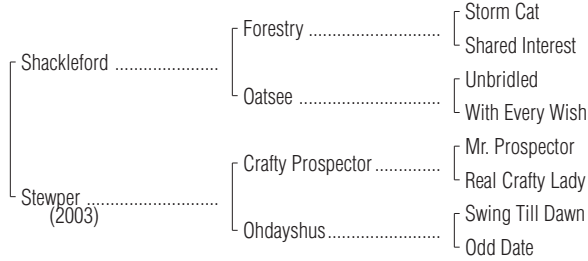 Storm Cat
Forestry ......................................
Shared Interest
Shackleford ......................
Unbridled
Oatsee .........................................
With Every Wish
Mr. Prospector
Crafty Prospector.......................
Real Crafty Lady
Stewper ..............................
(2003)
Swing Till Dawn
Ohdayshus.................................
Odd Date